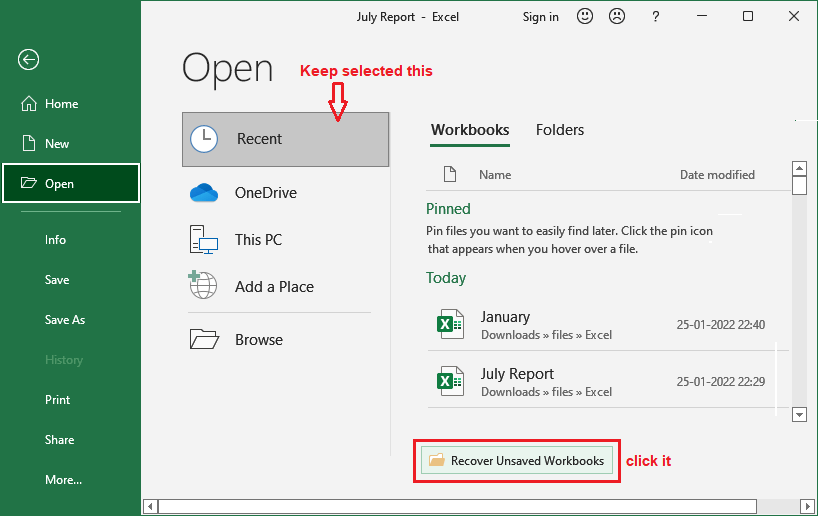 July Report - Excel
Sign in
?
Open
Keep selected this
Home
New
Open
Info
Save
Save As
History
Print
Share
More...
Recent
OneDrive
This PC
Add a Place
Browse
Workbooks
Folders
Name
Date modified
Pinned
Pin files you want to easily find later. Click the pin icon
that appears when you hover over a file.
Today
January
25-01-2022 22:40
Downloads » files » Excel
July Report
25-01-2022 22:29
Downloads » files » Excel
Recover Unsaved Workbooks
click it